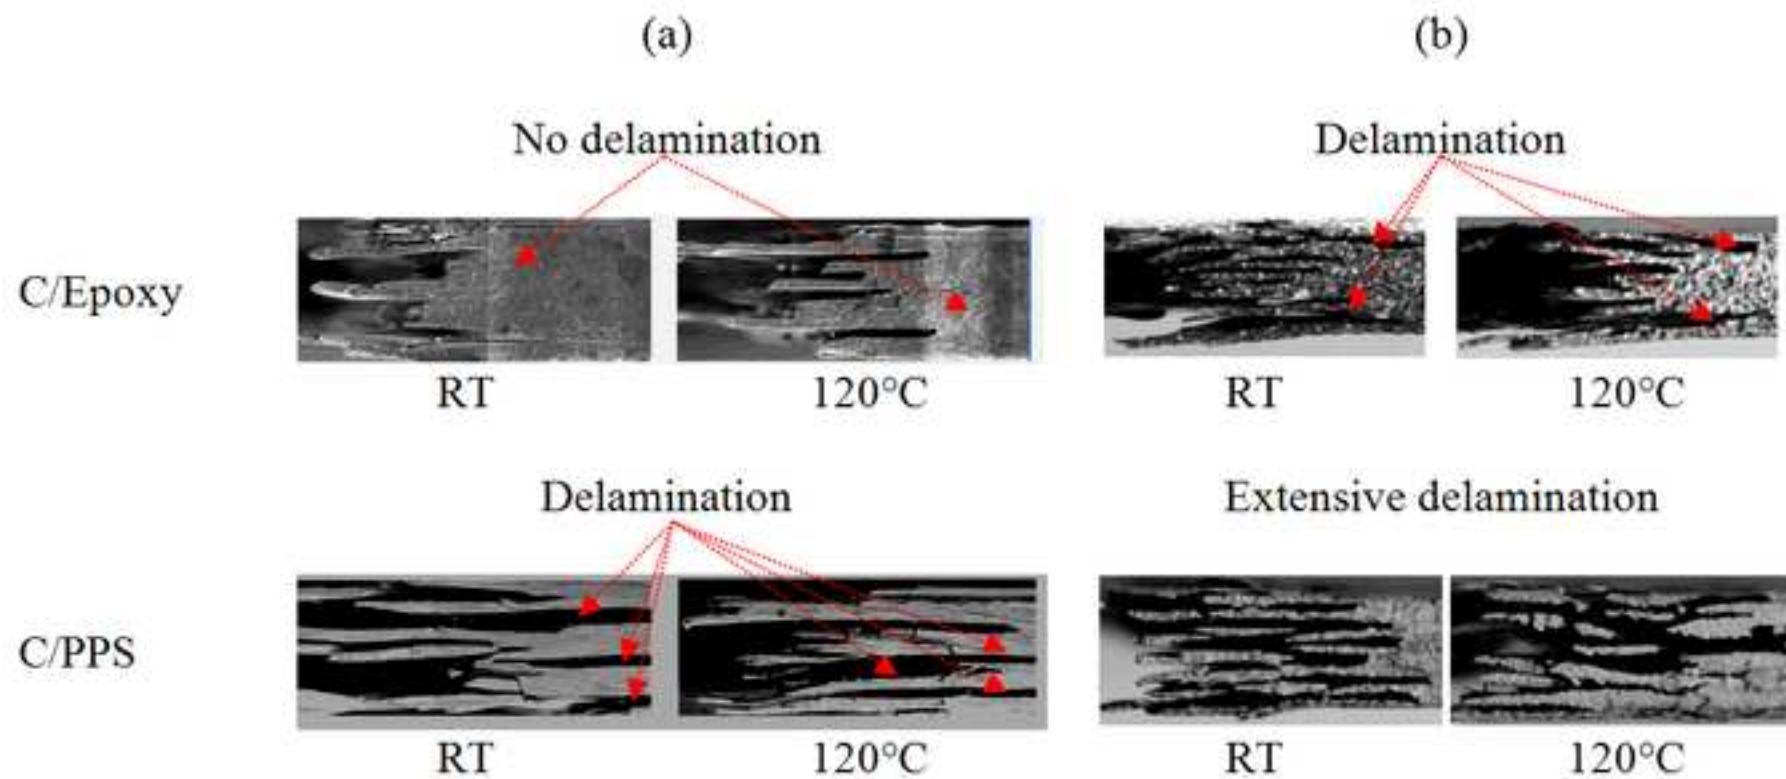 (a) (b)
No delamination Delamination
C/Epoxy
RT 120°C RT 120°C
Delamination Extensive delamination
C/PPS
RT 120°C RT 120°C